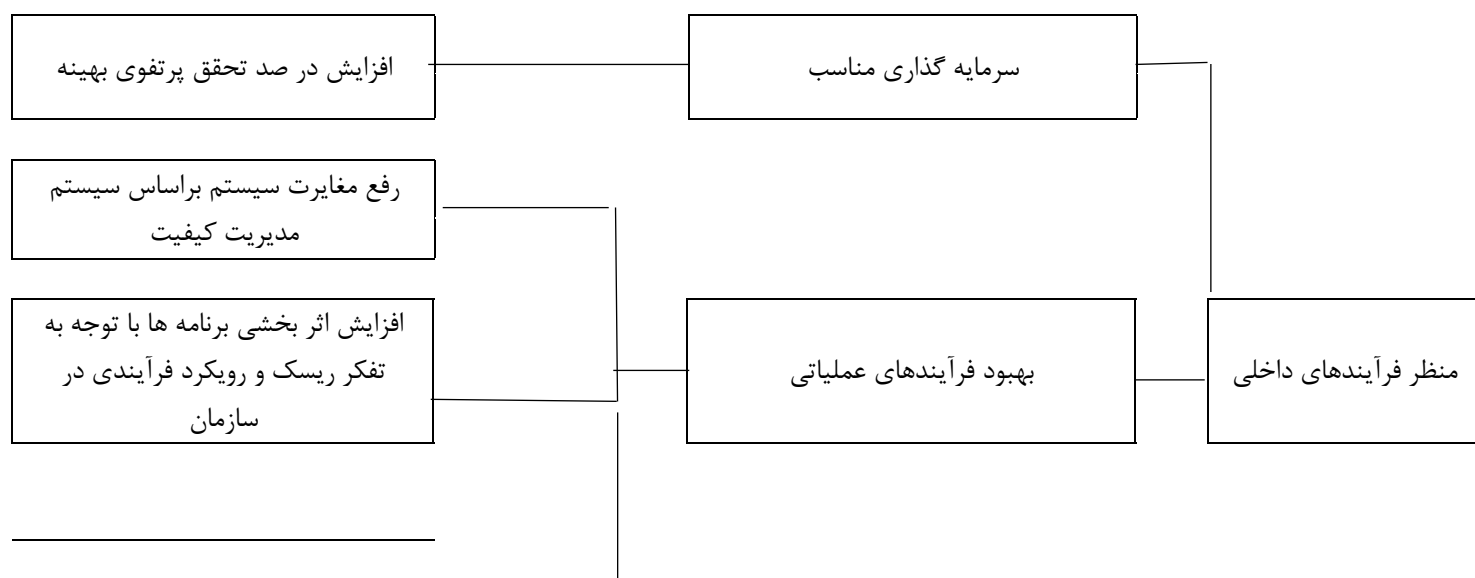 سرمایه گذاری مناسب
افزایش در صد تحقق پرتفوی بهینه
رفع مغایرت سیستم براساس سیستم
مدیریت کیفیت
منظر فرآیندهای داخلی
بهبود فرآیندهای عملیاتی
افزایش اثر بخشی برنامه ها با توجه به
تفکر ریسک و رویکرد فرآیندی در
سازمان